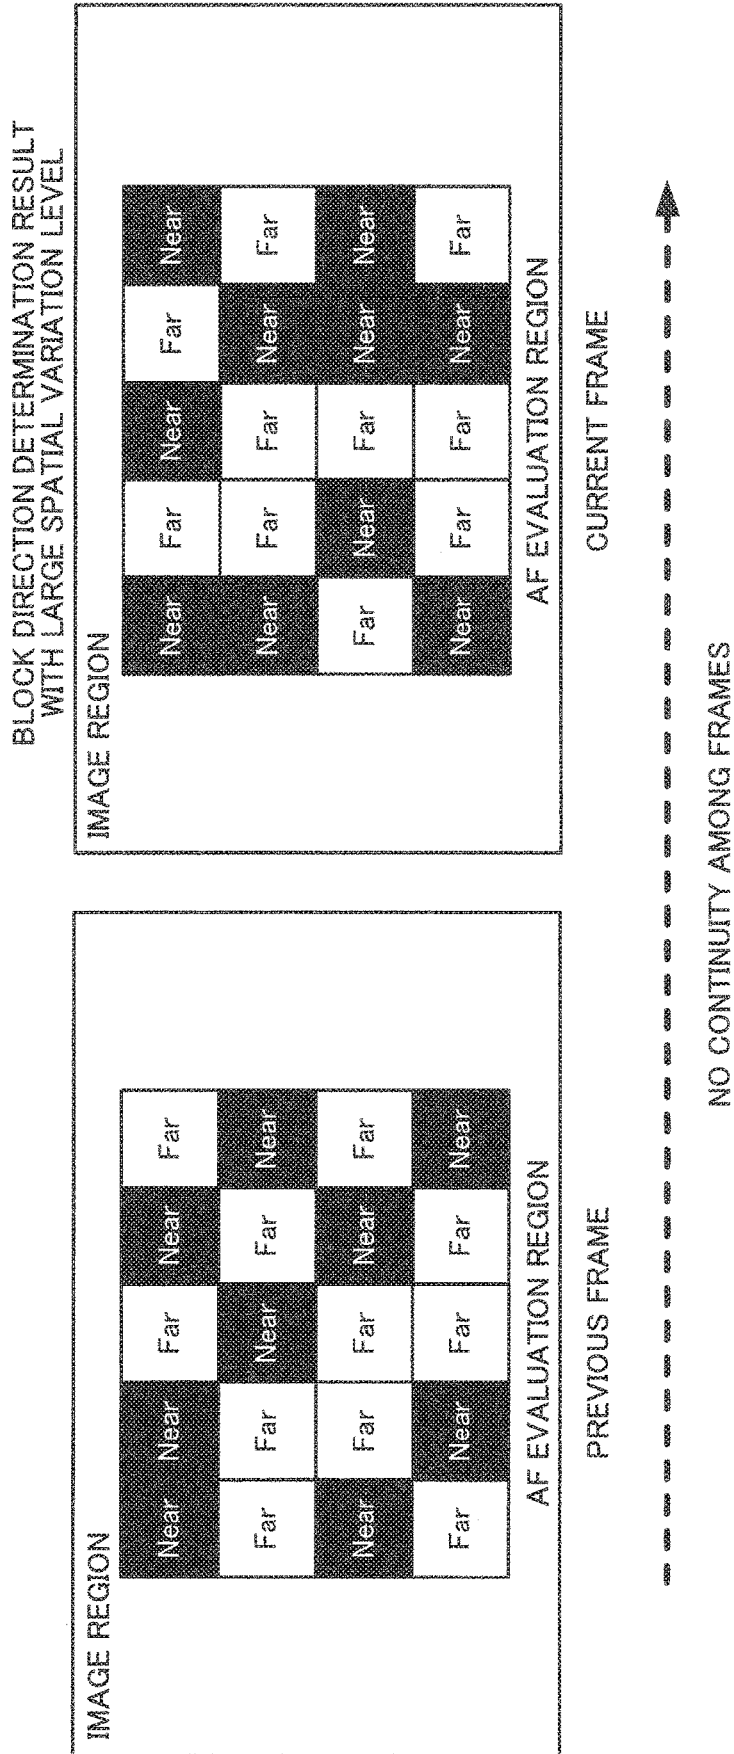 BLOCK DIRECTION DETERMINATION RESULT
WITH LARGE SPATIAL VARIATION LEVEL
IMAGE REGION
Near Near Far Near Far
Far Far Near Far Near
Near Far Far Near Far
Far Near Far Far Near
AF EVALUATION REGION
PREVIOUS FRAME
IMAGE REGION
Near Far Near Far Near
Near Far Far Near Far
Far Near Far Near Near
Near Far Far Near Far
AF EVALUATION REGION
CURRENT FRAME
NO CONTINUITY AMONG FRAMES